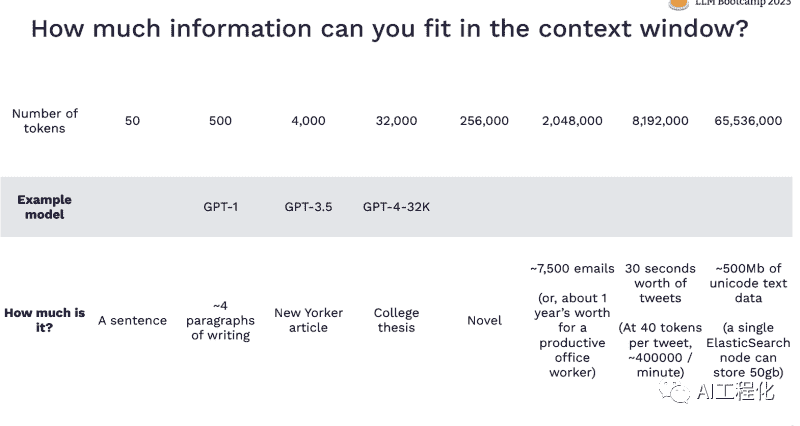 LLM Bootcamp 2023
How much information can you fit in the context window?
Number of
tokens
50
500
4,000
32,000
256,000
2,048,000
8,192,000
65,536,000
Example
model
GPT-1
GPT-3.5
GPT-4-32K
How much is
it?
A sentence
~4
paragraphs
of writing
New Yorker
article
College
thesis
Novel
~7,500 emails
(or, about 1
year's worth
for a
productive
office
worker)
30 seconds
worth of
tweets
(At 40 tokens
per tweet,
~400000 /
minute)
~500Mb of
unicode text
data
(a single
ElasticSearch
node can
store 50gb)
AI工程化